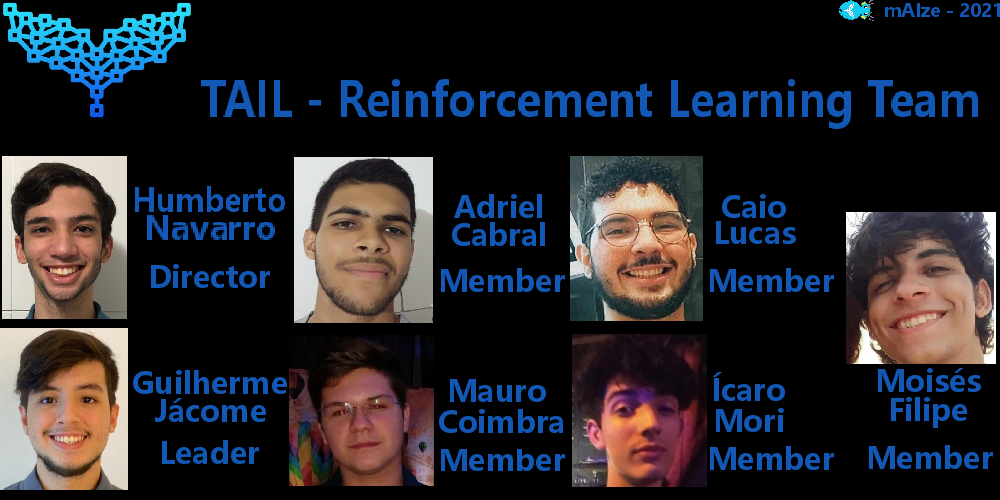 mAIze - 2021
TAIL - Reinforcement Learning Team
Humberto
Navarro
Director
Adriel
Cabral
Member
Caio
Lucas
Member
Guilherme
Jácome
Leader
Mauro
Coimbra
Member
Ícaro
Mori
Member
Moisés
Filipe
Member